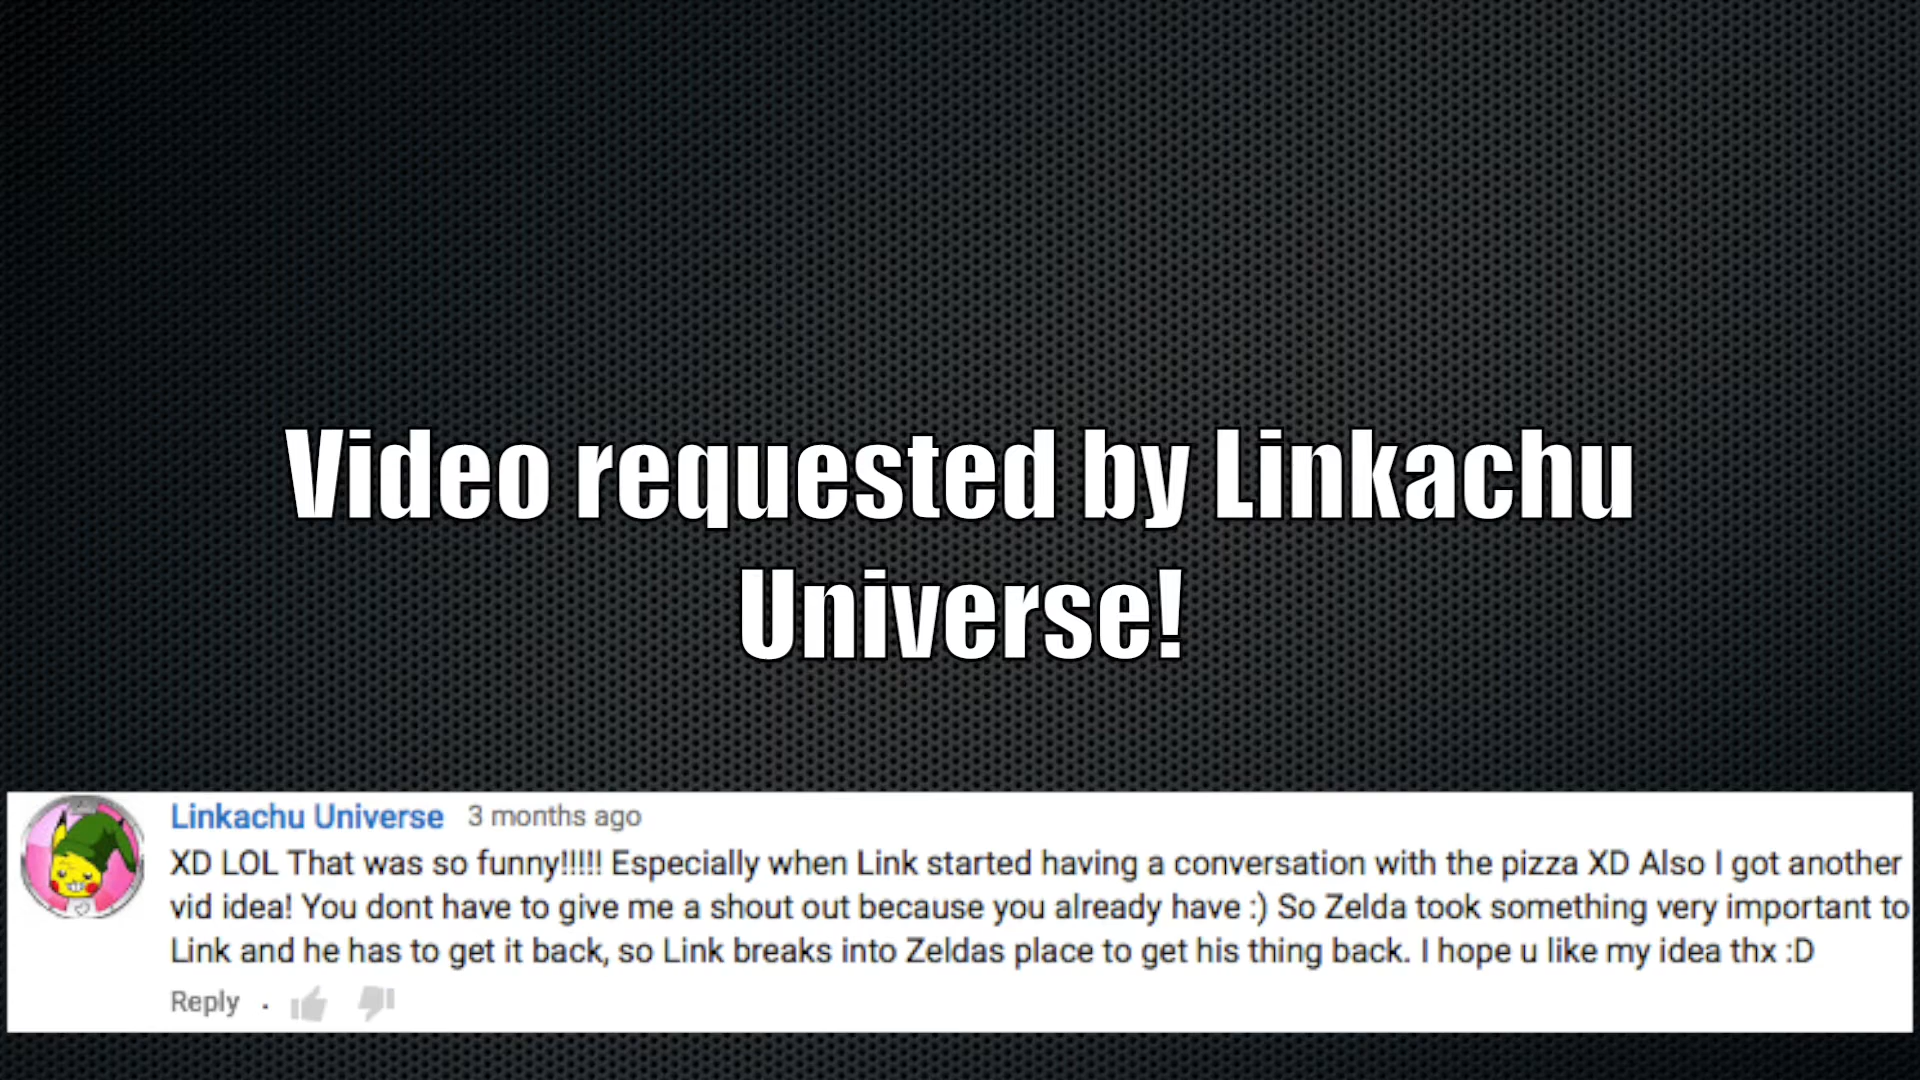 Video requested by Linkachu
Universe!
Linkachu Universe 3 months ago
XD LOL That was so funny!!!!! Especially when Link started having a conversation with the pizza XD Also I got another
vid idea! You dont have to give me a shout out because you already have :) So Zelda took something very important to
Link and he has to get it back, so Link breaks into Zeldas place to get his thing back. I hope u like my idea thx :D
Reply .